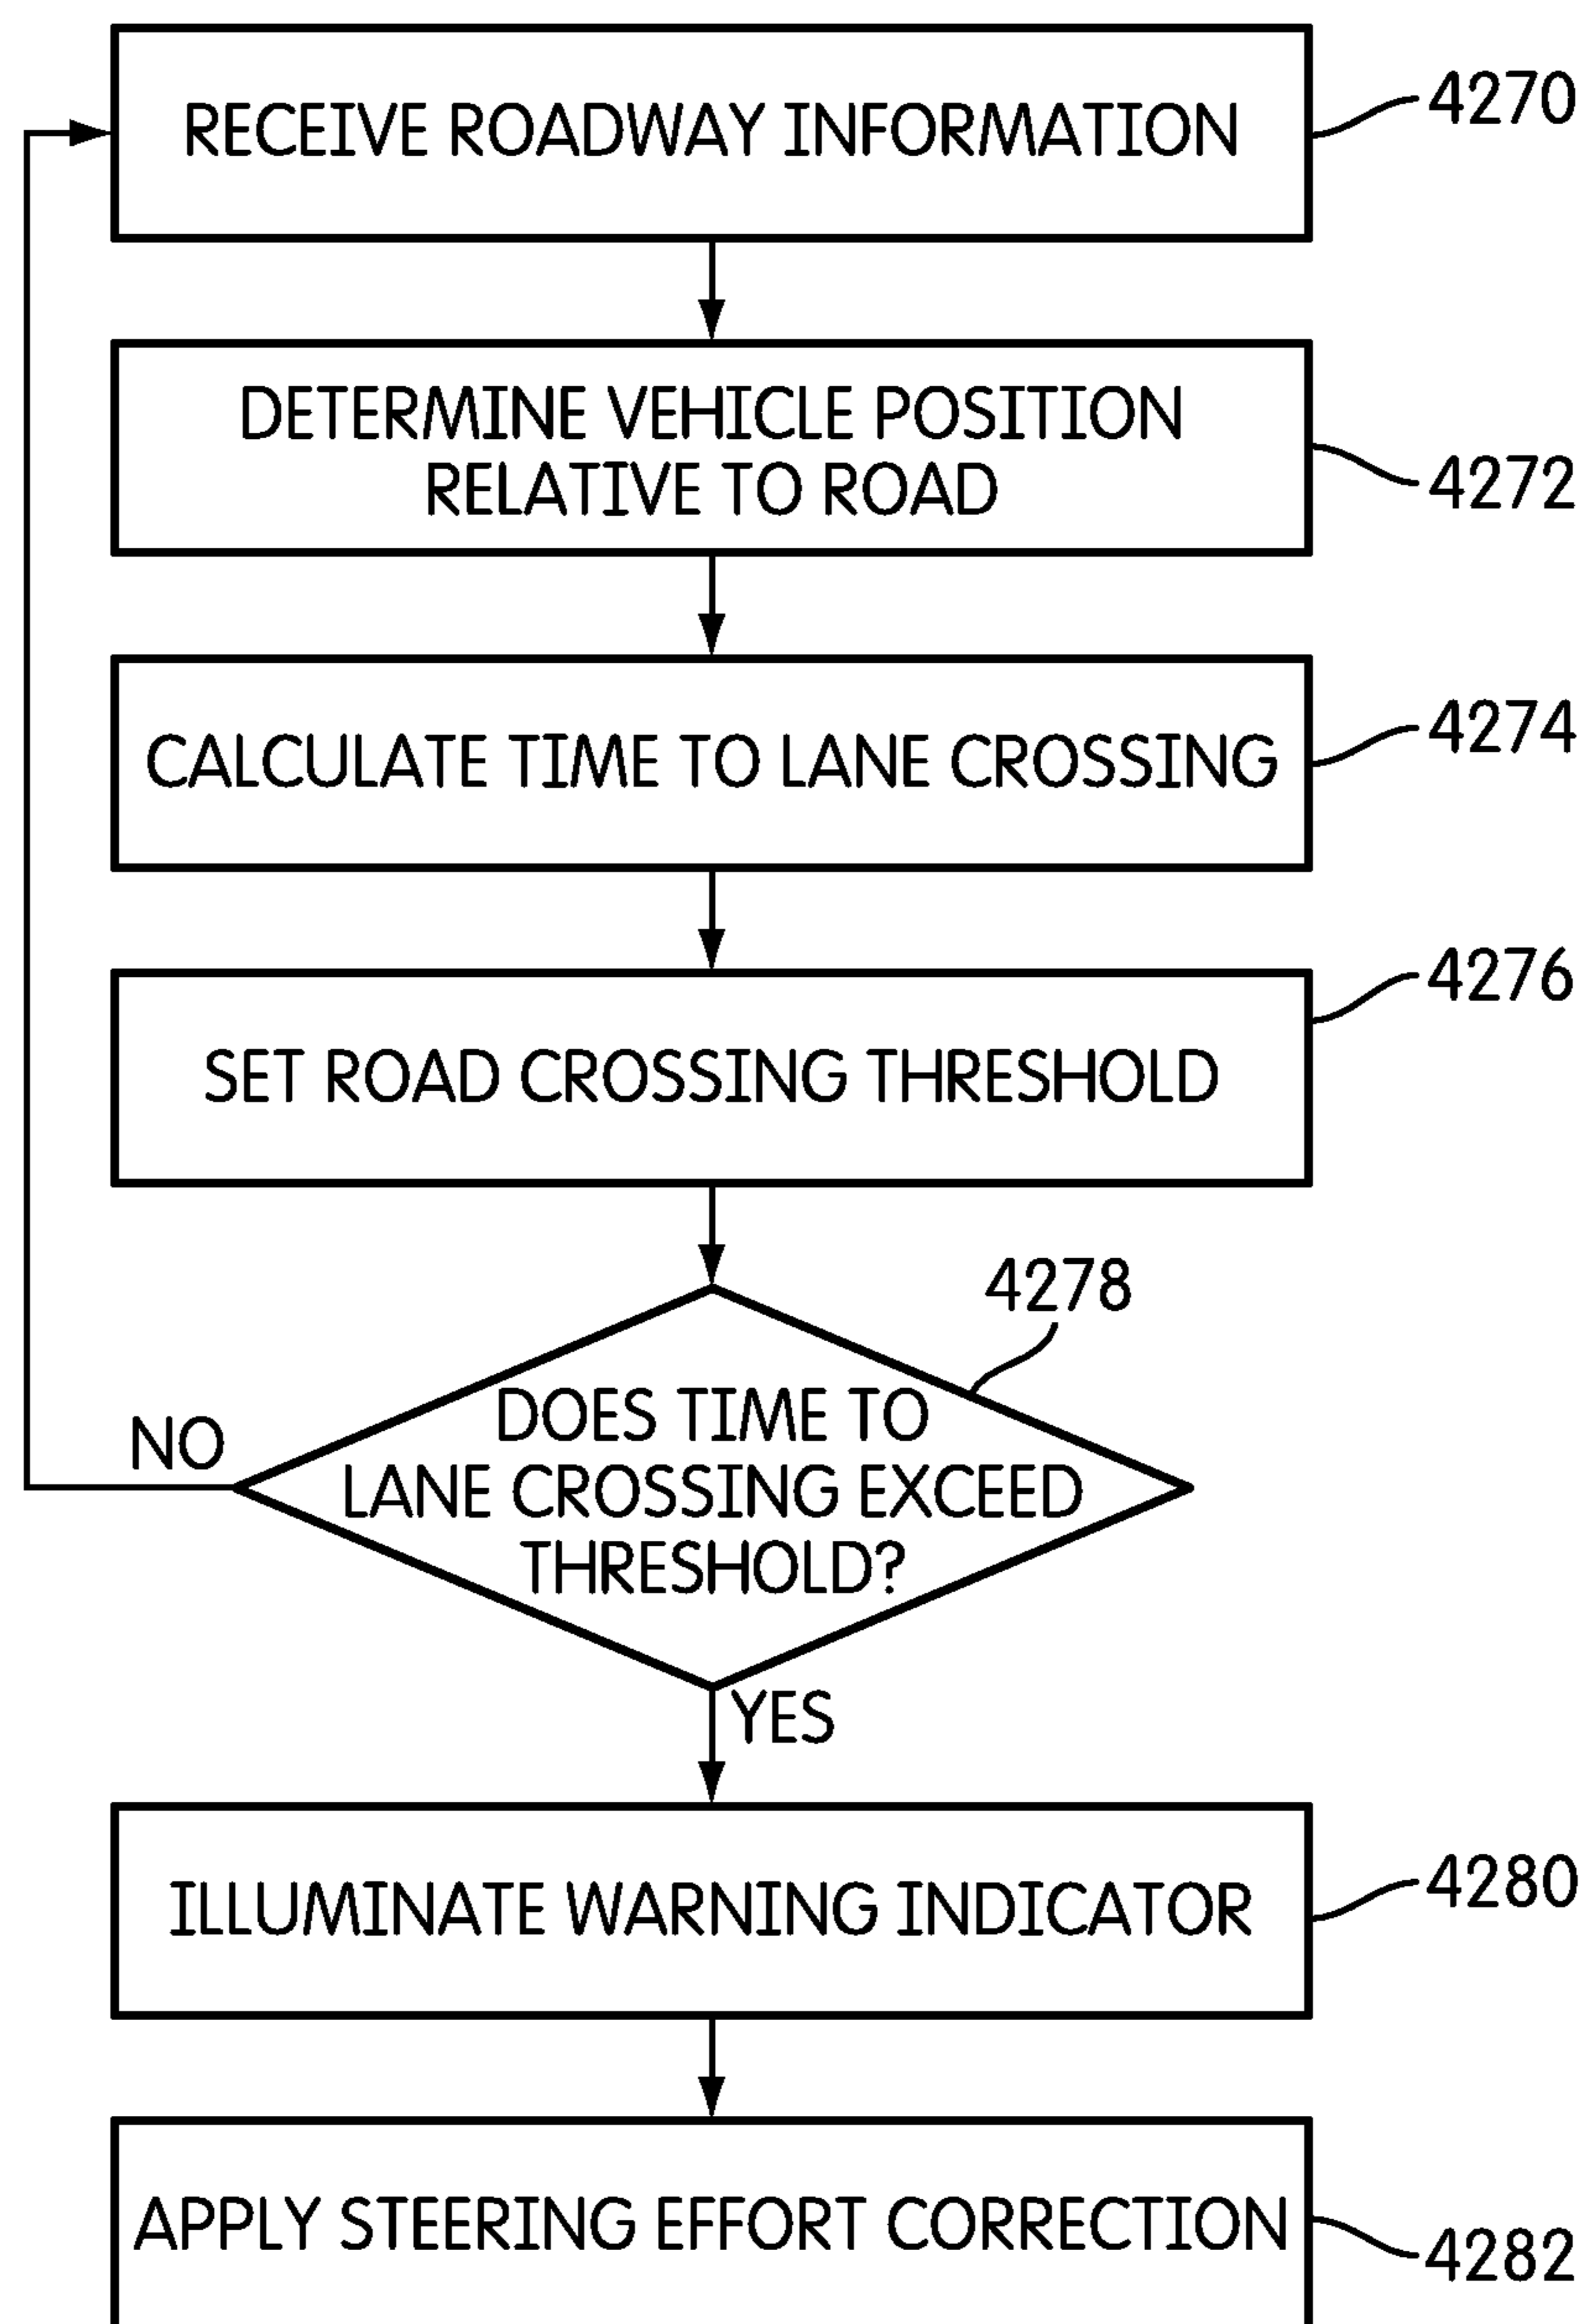 RECEIVE ROADWAY INFORMATION
4270
DETERMINE VEHICLE POSITION
RELATIVE TO ROAD
4272
CALCULATE TIME TO LANE CROSSING
4274
SET ROAD CROSSING THRESHOLD
4276
4278
DOES TIME TO
LANE CROSSING EXCEED
THRESHOLD?
NO
YES
ILLUMINATE WARNING INDICATOR
4280
APPLY STEERING EFFORT CORRECTION
4282